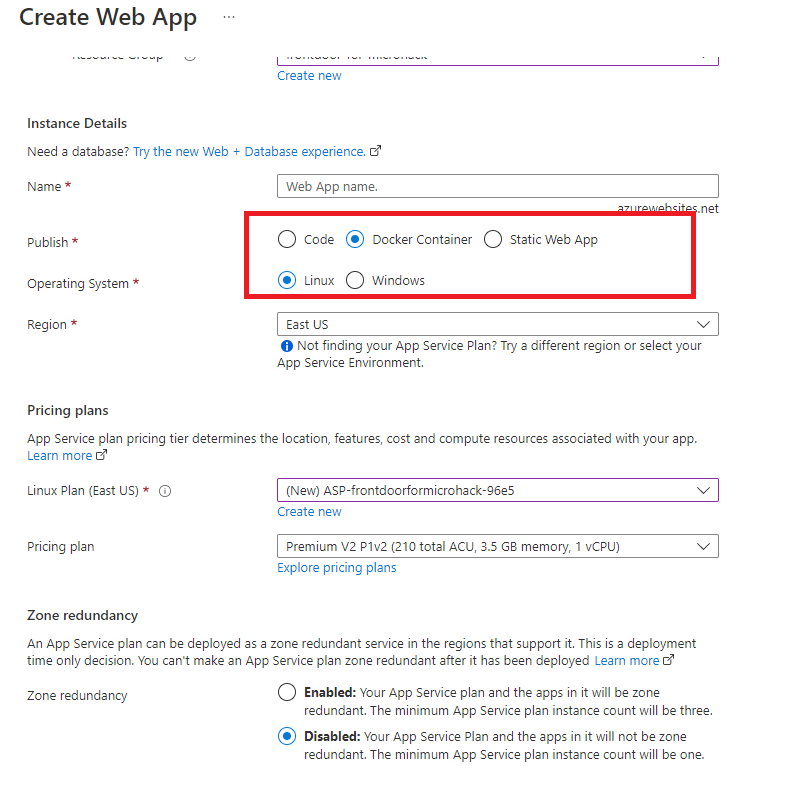 Create Web App ...
Resource Group
frontdoor-for-microhack
Create new
Instance Details
Need a database? Try the new Web + Database experience.
Name *
Web App name.
.azurewebsites.net
Publish *
Code Docker Container Static Web App
Operating System *
Linux Windows
Region *
East US
Not finding your App Service Plan? Try a different region or select your
App Service Environment.
Pricing plans
App Service plan pricing tier determines the location, features, cost and compute resources associated with your app.
Learn more
Linux Plan (East US) *
(New) ASP-frontdoorformicrohack-96e5
Create new
Pricing plan
Premium V2 P1v2 (210 total ACU, 3.5 GB memory, 1 vCPU)
Explore pricing plans
Zone redundancy
An App Service plan can be deployed as a zone redundant service in the regions that support it. This is a deployment
time only decision. You can't make an App Service plan zone redundant after it has been deployed Learn more
Zone redundancy
Enabled: Your App Service plan and the apps in it will be zone
redundant. The minimum App Service plan instance count will be three.
Disabled: Your App Service Plan and the apps in it will not be zone
redundant. The minimum App Service plan instance count will be one.